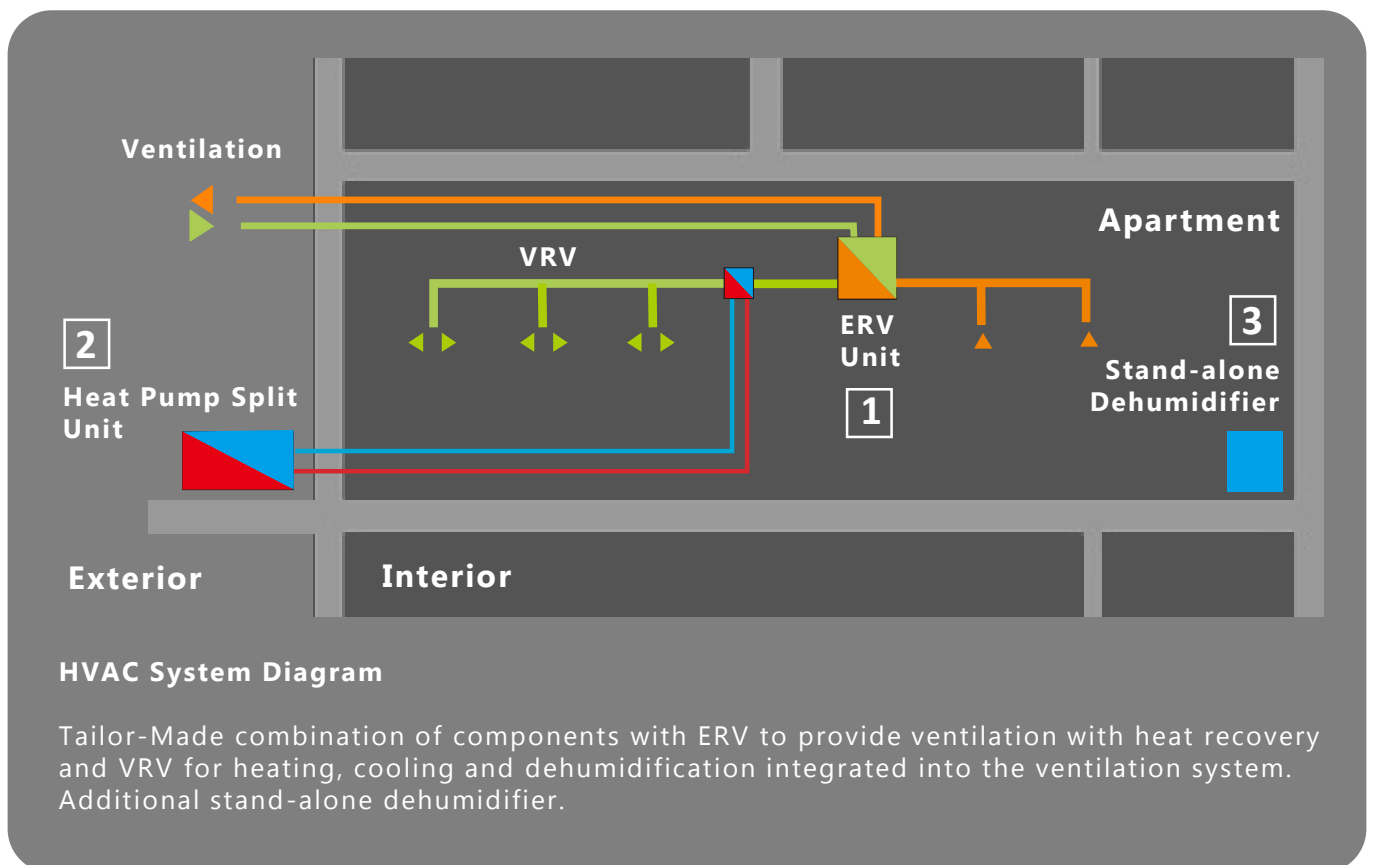 Ventilation
Apartment
VRV
ERV
Unit
1
2
Heat Pump Split
Unit
3
Stand-alone
Dehumidifier
Exterior
Interior
HVAC System Diagram
Tailor-Made combination of components with ERV to provide ventilation with heat recovery
and VRV for heating, cooling and dehumidification integrated into the ventilation system.
Additional stand-alone dehumidifier.